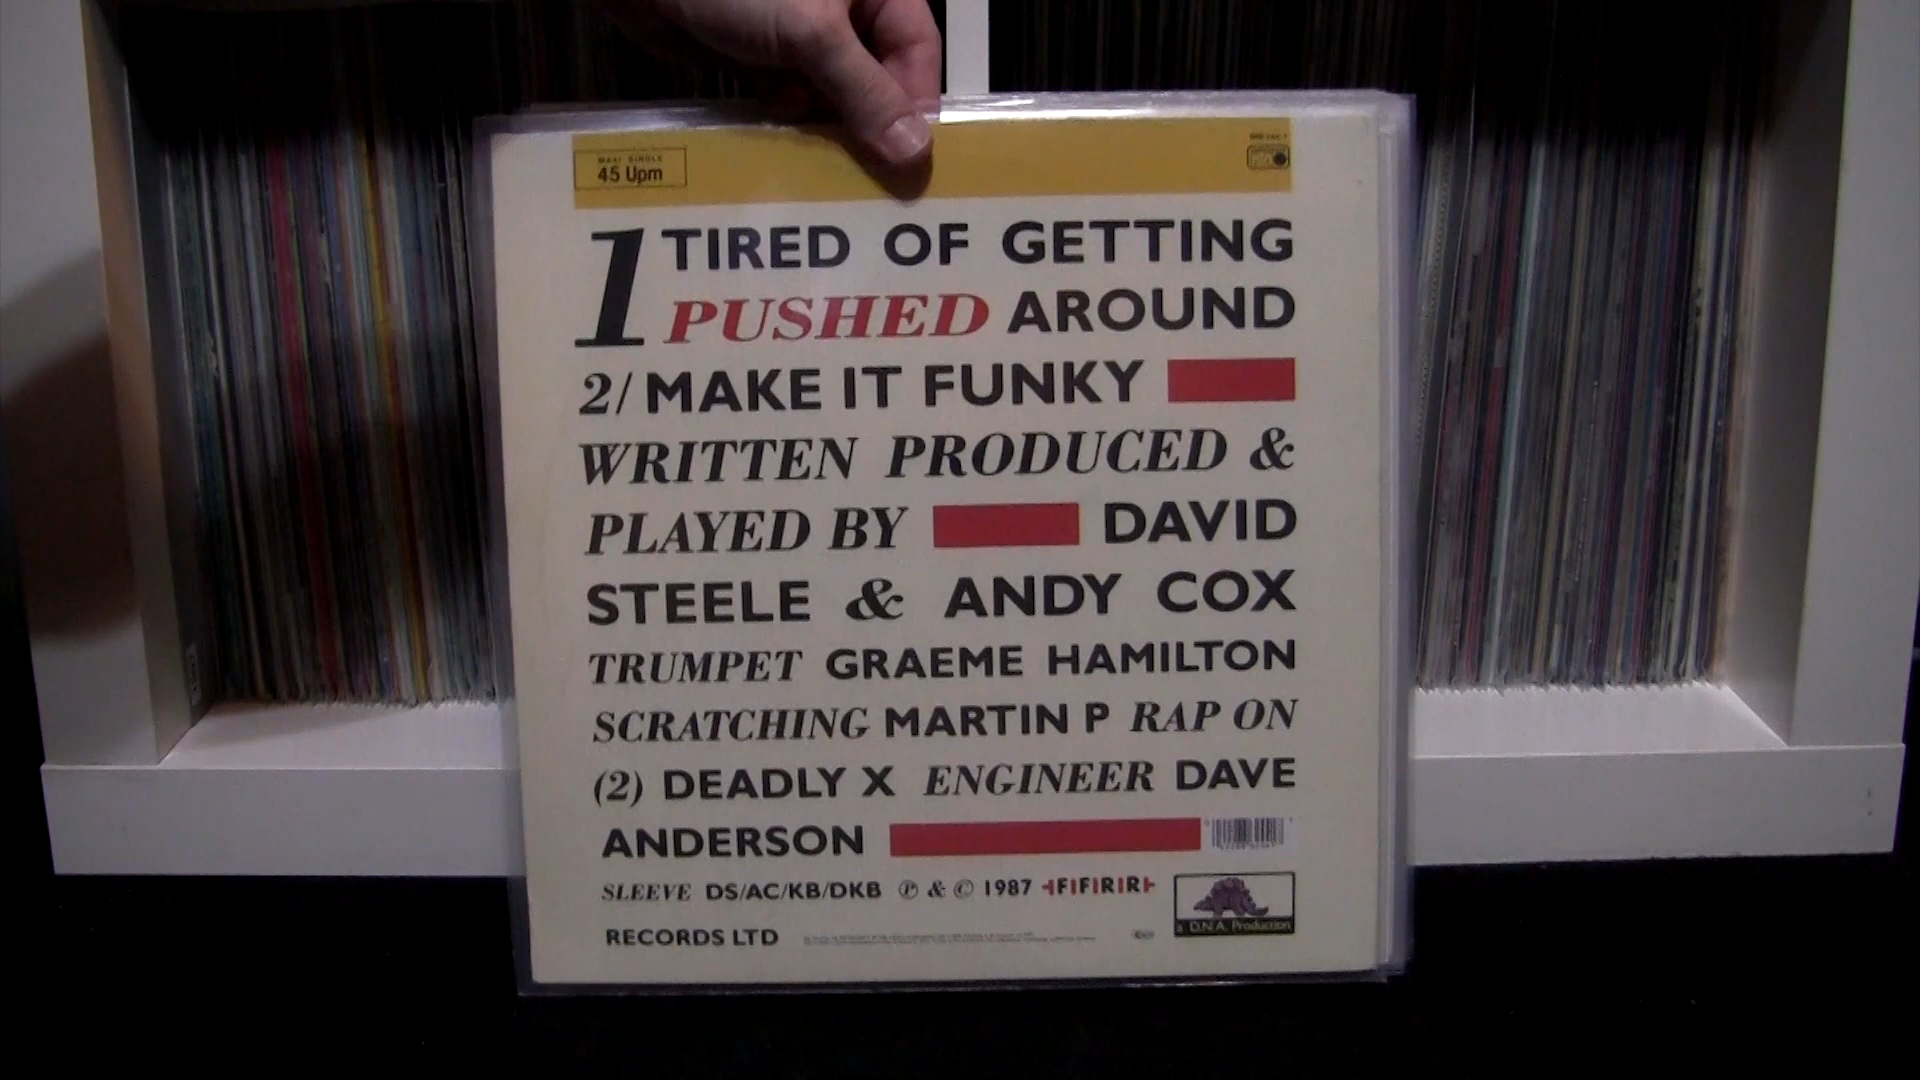 MAXI SINGLE
45 Upm
1 TIRED OF GETTING
PUSHED AROUND
2/ MAKE IT FUNKY
WRITTEN PRODUCED &
PLAYED BY DAVID
STEELE & ANDY COX
TRUMPET GRAEME HAMILTON
SCRATCHING MARTIN P RAP ON
(2) DEADLY X ENGINEER DAVE
ANDERSON
SLEEVE DS/AC/KB/DKB ℗ & © 1987 FFRR
RECORDS LTD
a D.N.A. Production